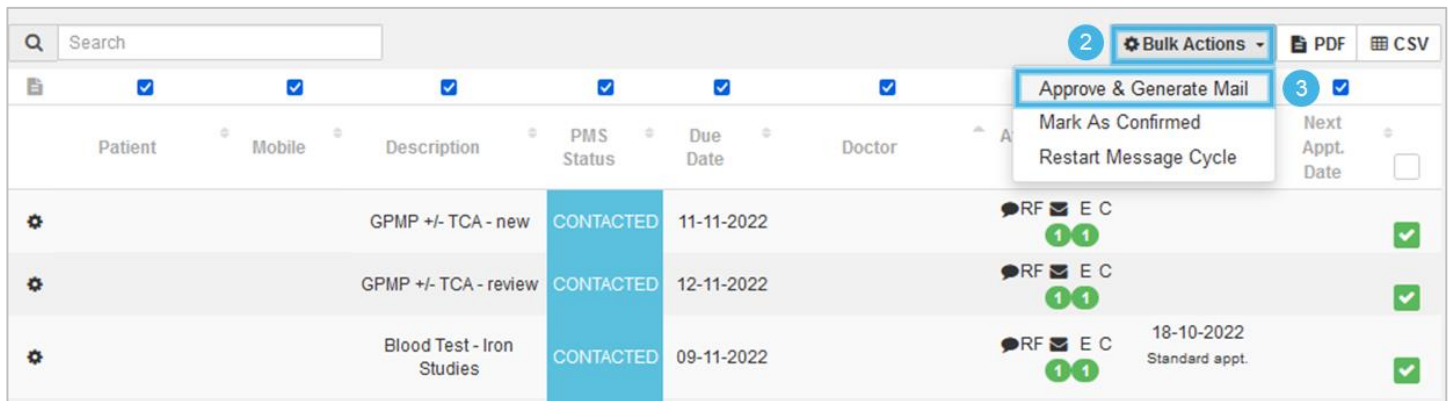 Search
2 Bulk Actions PDF CSV
Approve & Generate Mail 3
Mark As Confirmed
Restart Message Cycle
Patient Mobile Description PMS Status Due Date Doctor Next Appt. Date
GPMP +/- TCA - new CONTACTED 11-11-2022 RF E C
1 1
GPMP +/- TCA - review CONTACTED 12-11-2022 RF E C
1 1
Blood Test - Iron Studies CONTACTED 09-11-2022 RF E C 18-10-2022
1 1 Standard appt.